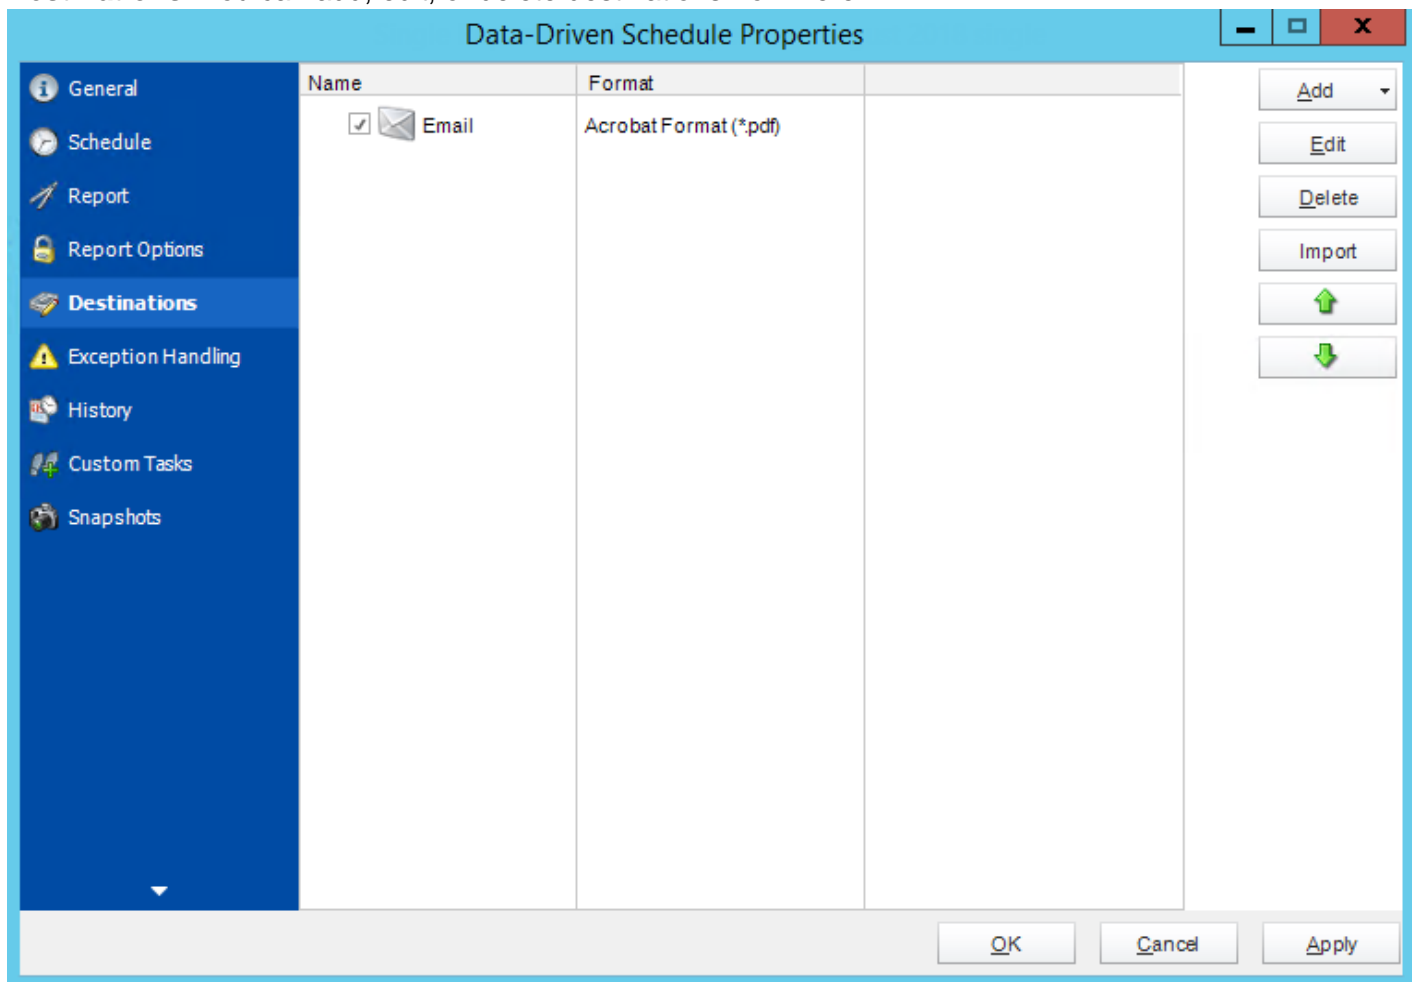 Data-Driven Schedule Properties
Name Format
General
Schedule
Report
Report Options
Destinations
Exception Handling
History
Custom Tasks
Snapshots
Email Acrobat Format (*.pdf)
Add
Edit
Delete
Import
OK Cancel Apply